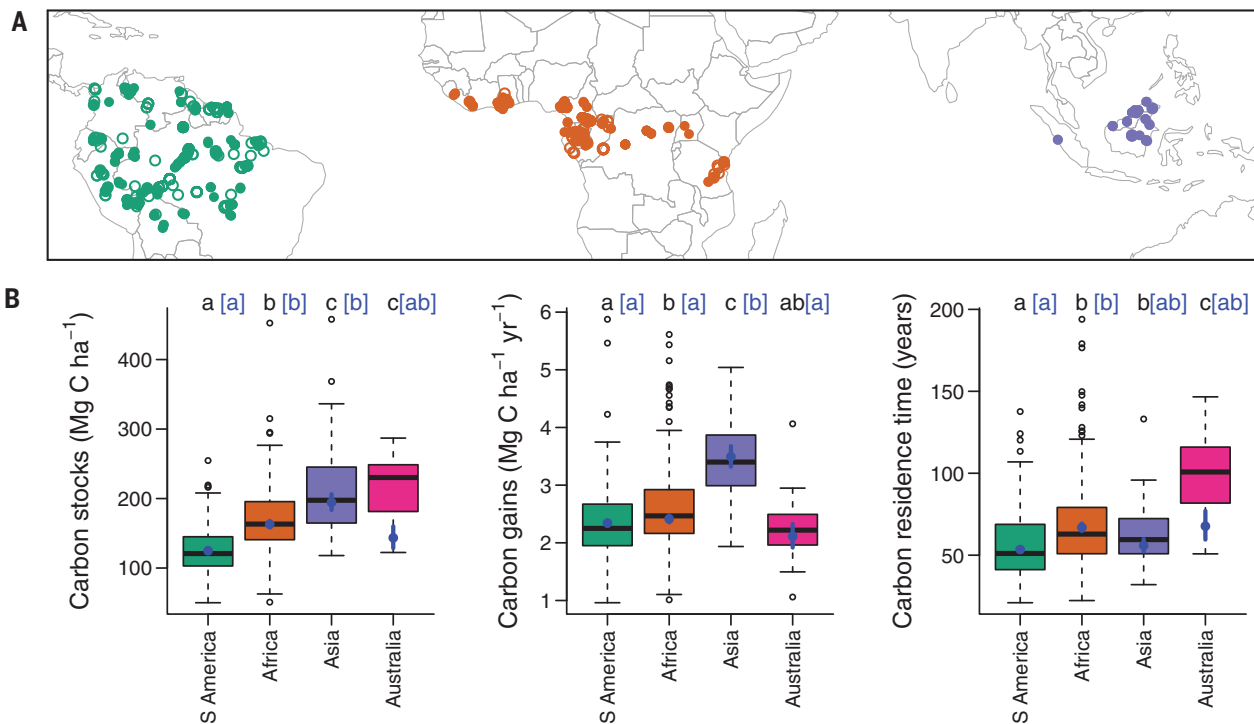 A
B
a [a] b [b] c [b] c[ab]
Carbon stocks (Mg C ha⁻¹)
400
300
200
100
S America
Africa
Asia
Australia
a [a] b [a] c [b] ab[a]
Carbon gains (Mg C ha⁻¹ yr⁻¹)
6
5
4
3
2
1
S America
Africa
Asia
Australia
a [a] b [b] b[ab] c [ab]
Carbon residence time (years)
200
150
100
50
S America
Africa
Asia
Australia